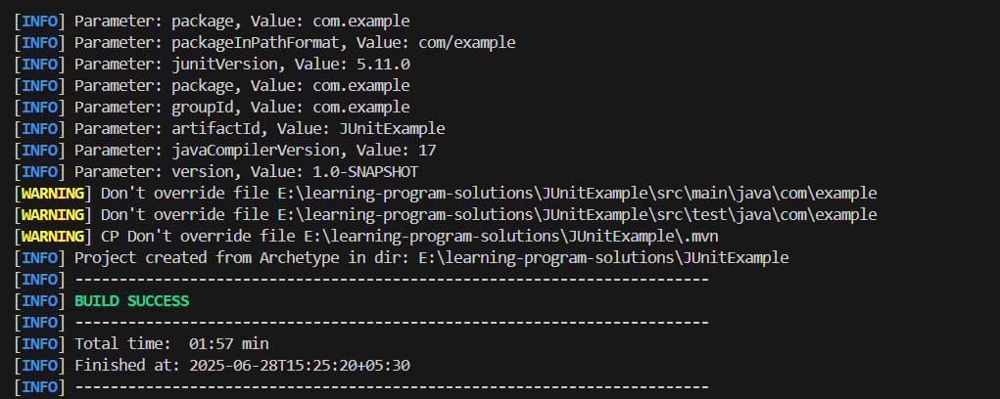 [INFO] Parameter: package, Value: com.example
[INFO] Parameter: packageInPathFormat, Value: com/example
[INFO] Parameter: junitVersion, Value: 5.11.0
[INFO] Parameter: package, Value: com.example
[INFO] Parameter: groupId, Value: com.example
[INFO] Parameter: artifactId, Value: JUnitExample
[INFO] Parameter: javaCompilerVersion, Value: 17
[INFO] Parameter: version, Value: 1.0-SNAPSHOT
[WARNING] Don't override file E:\learning-program-solutions\JUnitExample\src\main\java\com\example
[WARNING] Don't override file E:\learning-program-solutions\JUnitExample\src\test\java\com\example
[WARNING] CP Don't override file E:\learning-program-solutions\JUnitExample\.mvn
[INFO] Project created from Archetype in dir: E:\learning-program-solutions\JUnitExample
[INFO] ------------------------------------------------------------------------
[INFO] BUILD SUCCESS
[INFO] ------------------------------------------------------------------------
[INFO] Total time:  01:57 min
[INFO] Finished at: 2025-06-28T15:25:20+05:30
[INFO] ------------------------------------------------------------------------